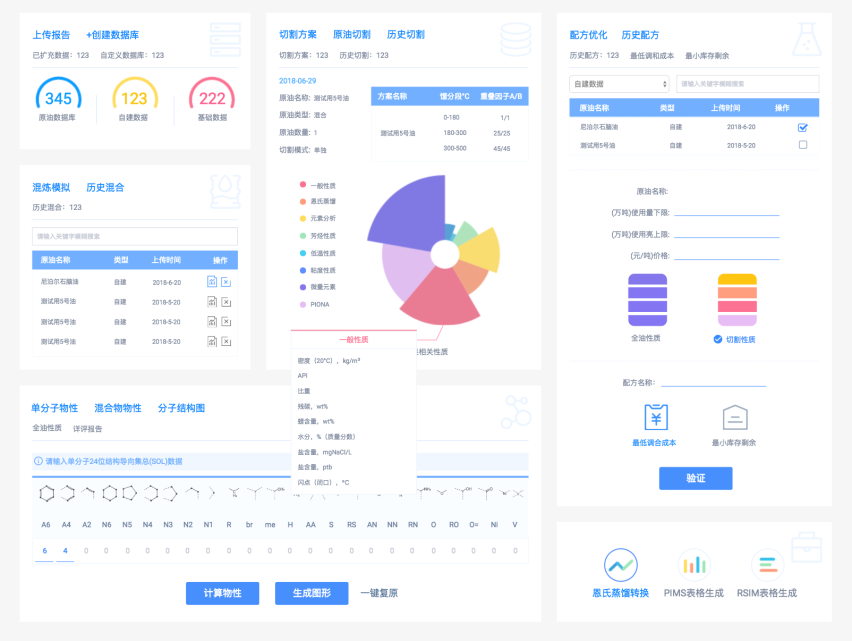 上传报告 +创建数据库
已扩充数据: 123 自定义数据库: 123
345 123 222
原油数据库 自建数据 基础数据
混炼模拟 历史混合
历史混合: 123
请输入关键字模糊搜索
原油名称 类型 上传时间 操作
尼泊尔石脑油 自建 2018-6-20
测试用5号油 自建 2018-5-20
测试用5号油 自建 2018-5-20
测试用5号油 自建 2018-5-20
切割方案 原油切割 历史切割
切割方案: 123 历史切割: 123
2018-06-29
原油名称: 测试用5号油
原油类型: 混合
原油数量: 1
切割模式: 单蚀
方案名称 馏分段°C 重叠因子A/B
0-180 1/1
测试用5号油 180-300 25/25
300-500 45/45
一般性质
恩氏蒸馏
元素分析
芳烃性质
低温性质
粘度性质
微量元素
PIONA
相关性质
一般性质
密度（20°C），kg/m³
API
比重
残碳，wt%
蜡含量，wt%
水分，%（质量分数）
盐含量，mgNaCl/L
盐含量，ptb
闪点（闭口），°C
配方优化 历史配方
历史配方: 123 最低调和成本 最小库存剩余
自建数据 请输入关键字模糊搜索
原油名称 类型 上传时间 操作
尼泊尔石脑油 自建 2018-6-20
测试用5号油 自建 2018-5-20
原油名称:
(万吨)使用量下限:
(万吨)使用亮上限:
(元/吨)价格:
全油性质 切割性质
配方名称:
最低调合成本 最小库存剩余
验证
单分子物性 混合物物性 分子结构图
全油性质 详评报告
请输入单分子24位结构导向集总(SOL)数据
A6 A4 A2 N6 N5 N4 N3 N2 N1 R br me H AA S RS AN NN RN O RO O= Ni V
6 4 0 0 0 0 0 0 0 0 0 0 0 0 0 0 0 0 0 0 0 0 0 0
计算物性 生成图形 一键复原
恩氏蒸馏转换 PIMS表格生成 RSIM表格生成